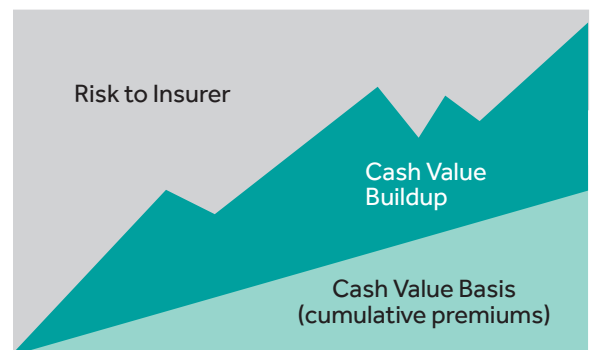 Risk to Insurer
Cash Value
Buildup
Cash Value Basis
(cumulative premiums)